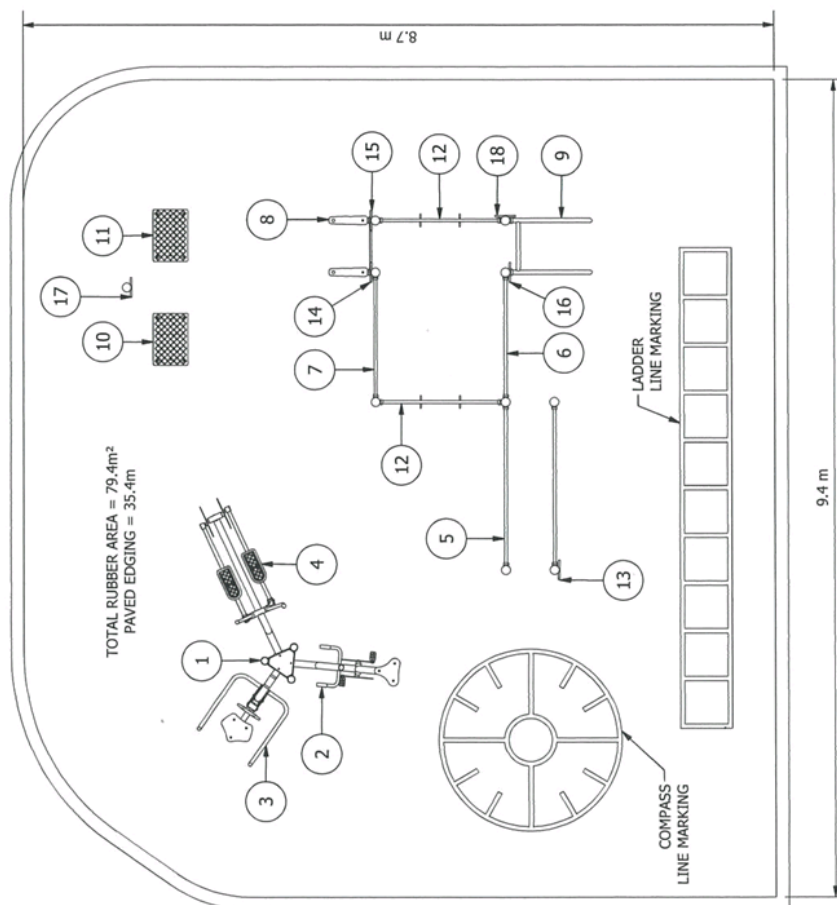 8.7 m
15
12
18
9
8
11
17
14
16
10
7
6
12
LADDER
LINE MARKING
TOTAL RUBBER AREA = 79.4m²
PAVED EDGING = 35.4m
9.4 m
5
4
13
1
2
3
COMPASS
LINE MARKING